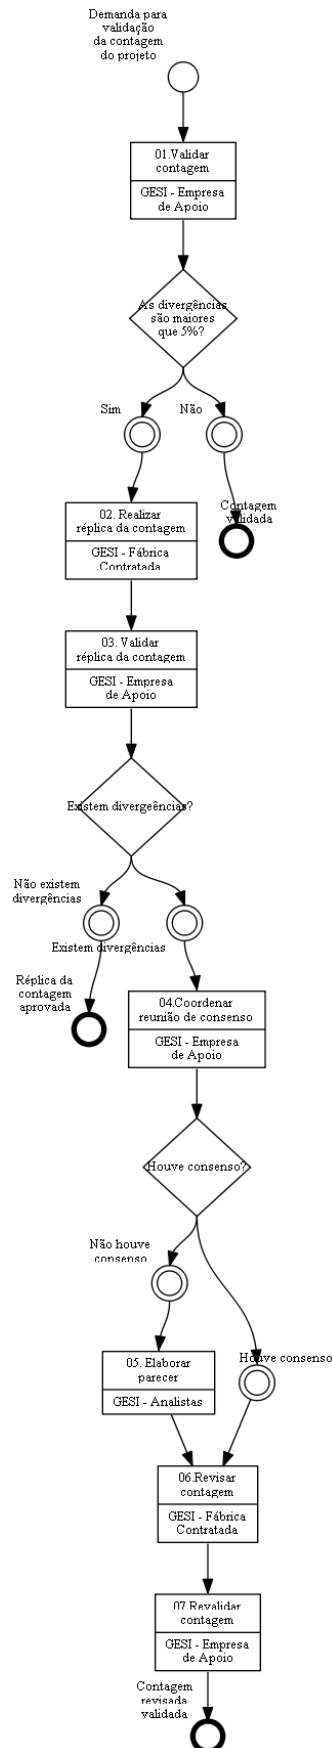 Demanda para
validação
da contagem
do projeto
01.Validar
contagem
GESI - Empresa
de Apoio
As divergências
são maiores
que 5%?
Sim
Não
Contagem
validada
02. Realizar
réplica da contagem
GESI - Fábrica
Contratada
03. Validar
réplica da contagem
GESI - Empresa
de Apoio
Existem divergeências?
Não existem
divergências
Existem divergências
Réplica da
contagem
aprovada
04.Coordenar
reunião de consenso
GESI - Empresa
de Apoio
Houve consenso?
Não houve
consenso
Houve consenso
05. Elaborar
parecer
GESI - Analistas
06.Revisar
contagem
GESI - Fábrica
Contratada
07.Revalidar
contagem
GESI - Empresa
de Apoio
Contagem
revisada
validada